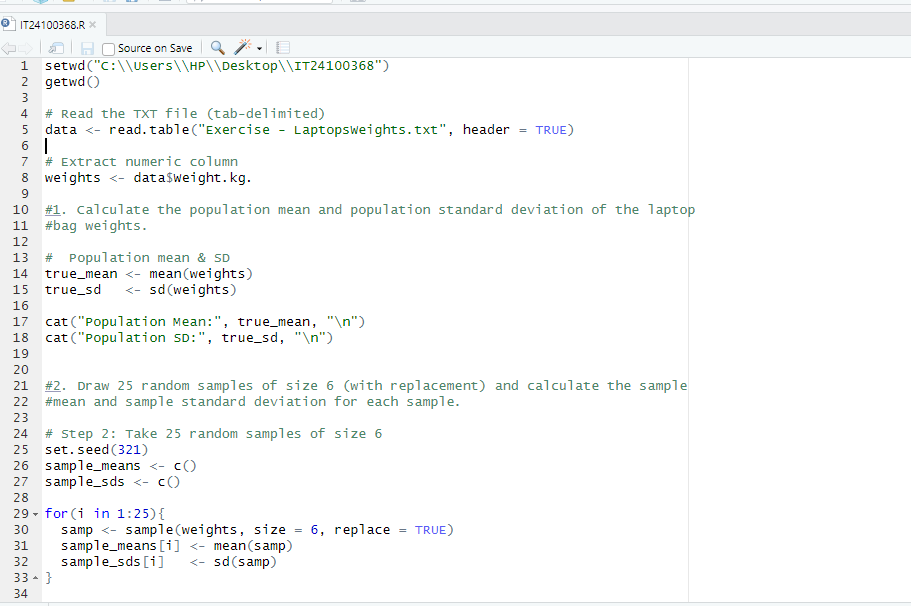 IT24100368.R
Source on Save
1 setwd("C:\\Users\\HP\\Desktop\\IT24100368")
2 getwd()
3
4 # Read the TXT file (tab-delimited)
5 data <- read.table("Exercise - LaptopsWeights.txt", header = TRUE)
6
7 # Extract numeric column
8 weights <- data$Weight.kg.
9
10 #1. Calculate the population mean and population standard deviation of the laptop
11 #bag weights.
12
13 #  Population mean & SD
14 true_mean <- mean(weights)
15 true_sd   <- sd(weights)
16
17 cat("Population Mean:", true_mean, "\n")
18 cat("Population SD:", true_sd, "\n")
19
20
21 #2. Draw 25 random samples of size 6 (with replacement) and calculate the sample
22 #mean and sample standard deviation for each sample.
23
24 # Step 2: Take 25 random samples of size 6
25 set.seed(321)
26 sample_means <- c()
27 sample_sds <- c()
28
29 for(i in 1:25){
30   samp <- sample(weights, size = 6, replace = TRUE)
31   sample_means[i] <- mean(samp)
32   sample_sds[i]   <- sd(samp)
33 }
34